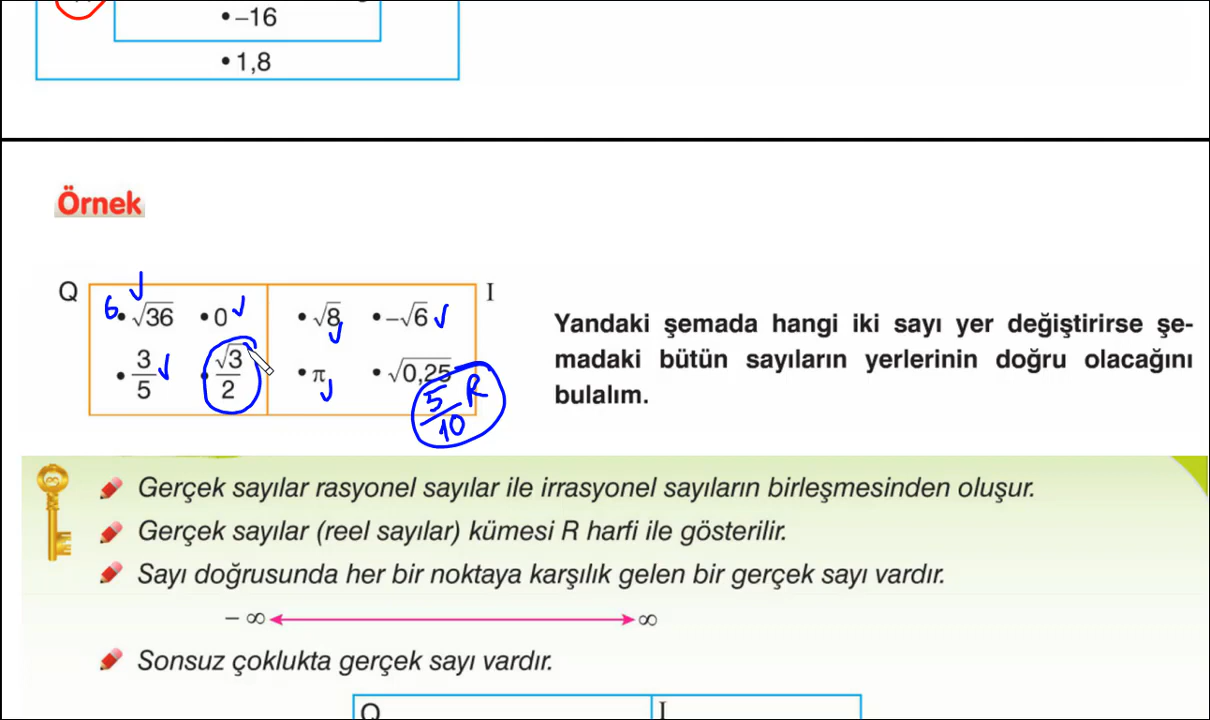 •–16
•1,8
Örnek
Q
I
6 •√36 •0 •√8 •–√6
•3/5 •√3/2 •π •√0,25
5/10 R
Yandaki şemada hangi iki sayı yer değiştirirse şe-
madaki bütün sayıların yerlerinin doğru olacağını
bulalım.
Gerçek sayılar rasyonel sayılar ile irrasyonel sayıların birleşmesinden oluşur.
Gerçek sayılar (reel sayılar) kümesi R harfi ile gösterilir.
Sayı doğrusunda her bir noktaya karşılık gelen bir gerçek sayı vardır.
– ∞ ∞
Sonsuz çoklukta gerçek sayı vardır.
Q I